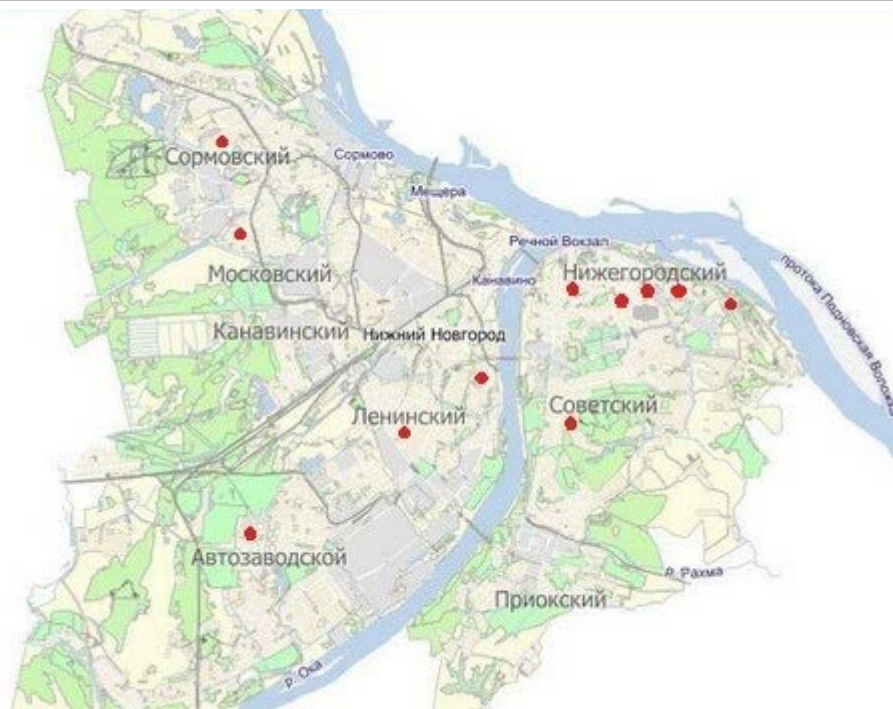 Сормовский
Сормово
Мещера
Речной Вокзал
Московский
Канавино
Нижегородский
протока Подновская Воложка
Канавинский
Нижний Новгород
Ленинский
Советский
Автозаводской
р. Рахма
Приокский
р. Ока